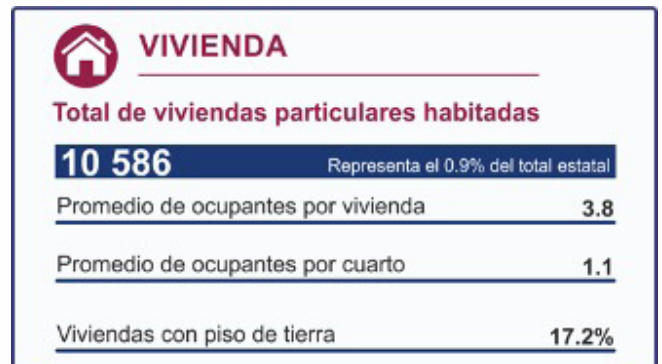 VIVIENDA
Total de viviendas particulares habitadas
10 586 Representa el 0.9% del total estatal
Promedio de ocupantes por vivienda 3.8
Promedio de ocupantes por cuarto 1.1
Viviendas con piso de tierra 17.2%